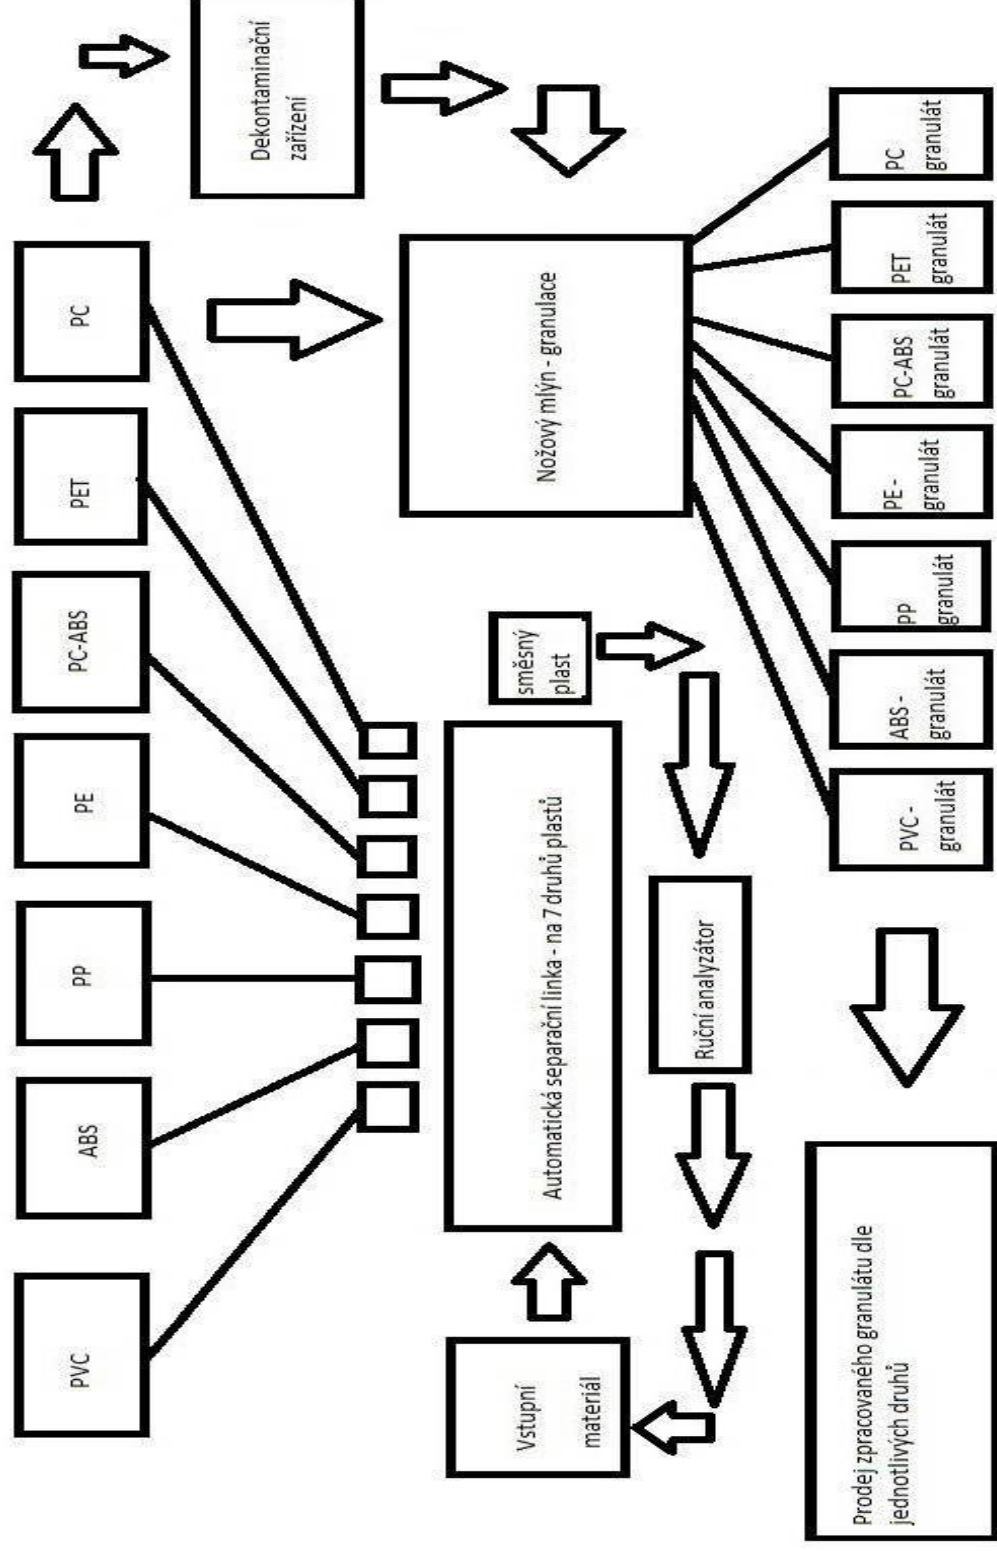 PVC
ABS
PP
PE
PC-ABS
PET
PC
Dekontaminační
zařízení
Vstupní
materiál
Automatická separační linka - na 7 druhů plastů
směsný
plast
Nožový mlýn - granulace
Ruční analyzátor
Prodej zpracovaného granulátu dle
jednotlivých druhů
PVC -
granulát
ABS -
granulát
PP
granulát
PE -
granulát
PC-ABS
granulát
PET
granulát
PC
granulát